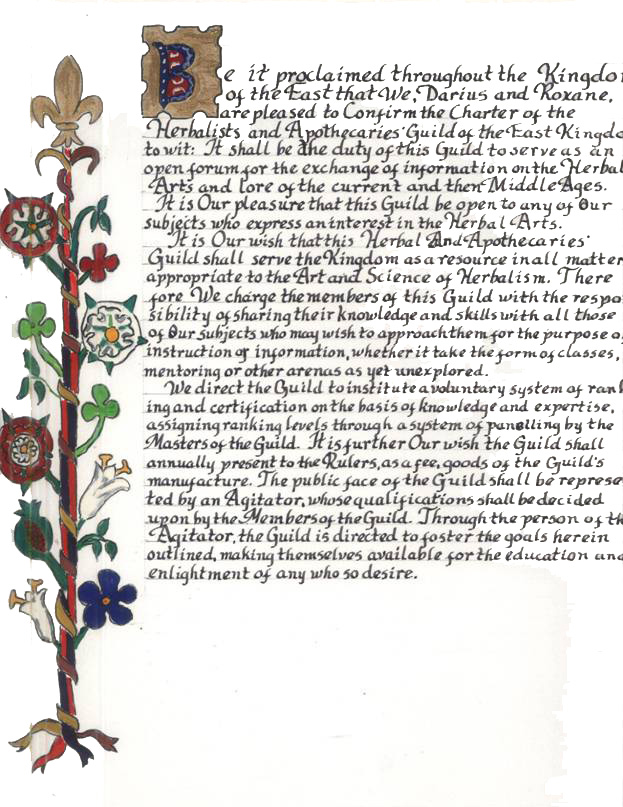 Be it proclaimed throughout the Kingdo
of the East that We, Darius and Roxane,
are pleased to Confirm the Charter of the
Herbalists and Apothecaries' Guild of the East Kingdo
to wit: It shall be the duty of this Guild to serve as an
open forum for the exchange of information on the Herbal
Arts and lore of the current and then Middle Ages.
It is Our pleasure that this Guild be open to any of Our
subjects who express an interest in the Herbal Arts.
It is Our wish that this Herbal And Apothecaries'
Guild shall serve the Kingdom as a resource in all matter
appropriate to the Art and Science of Herbalism. There
fore We charge the members of this Guild with the respo
sibility of sharing their knowledge and skills with all those
of Our Subjects who may wish to approach them for the purpose o
instruction or information, whether it take the form of classes,
mentoring or other arenas as yet unexplored.
We direct the Guild to institute a voluntary system of rank
ing and certification on the basis of knowledge and expertise,
assigning ranking levels through a system of panelling by the
Masters of the Guild. It is further Our wish the Guild shall
annually present to the Rulers, as a fee, goods of the Guild's
manufacture. The public face of the Guild shall be represe
ted by an Agitator, whose qualifications shall be decided
upon by the Members of the Guild. Through the person of th
Agitator, the Guild is directed to foster the goals herein
outlined, making themselves available for the education and
enlightment of any who so desire.